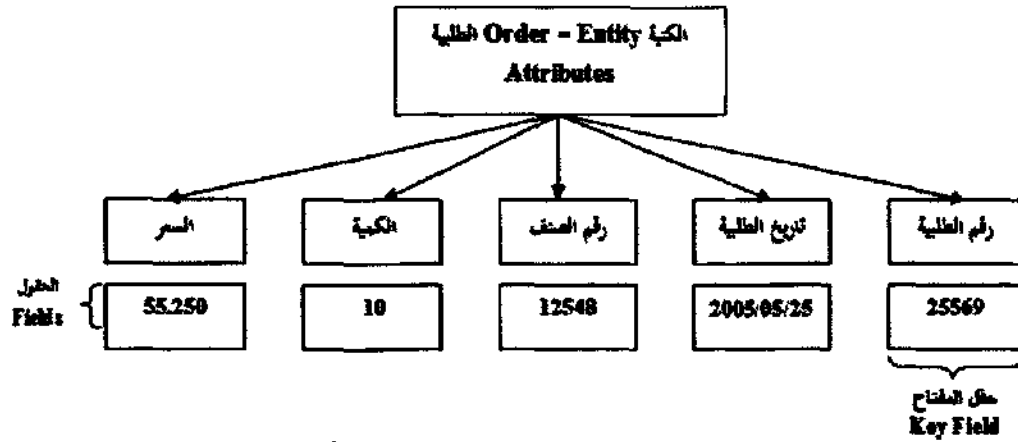 الكتبة Order – Entity الطلبية
Attributes
رقم الطلبية
تاريخ الطلبية
رقم الصنف
الكمية
السعر
25569
2005/05/25
12548
10
55.250
الحقول
Fields
حقل المفتاح
Key Field